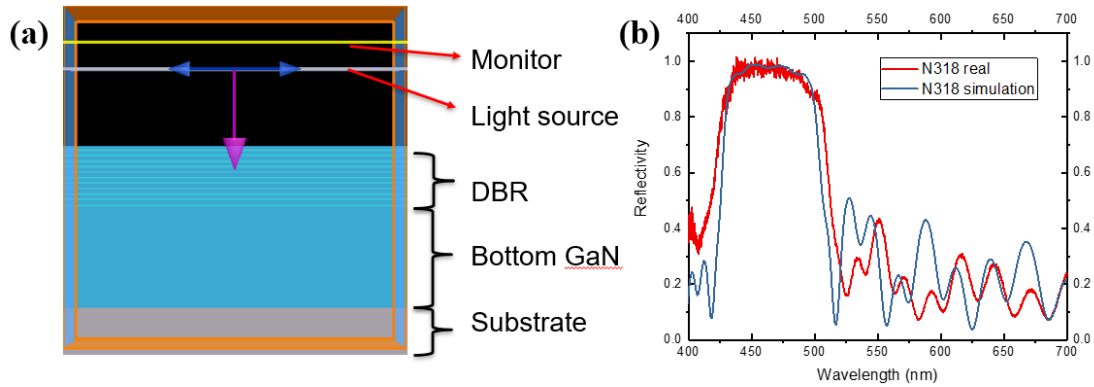 (a)
Monitor
Light source
DBR
Bottom GaN
Substrate
(b)
400 450 500 550 600 650 700
1.0
0.8
0.6
0.4
0.2
0.0
Reflectivity
N318 real
N318 simulation
1.0
0.8
0.6
0.4
0.2
0.0
400 450 500 550 600 650 700
Wavelength (nm)